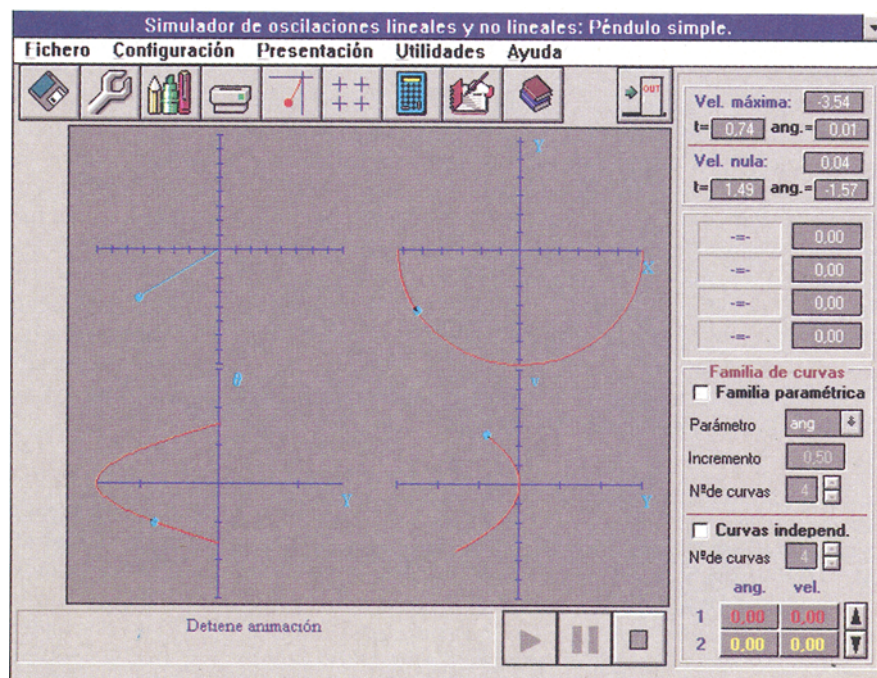 Simulador de oscilaciones lineales y no lineales: Péndulo simple.
Fichero Configuración Presentación Utilidades Ayuda
OUT
Vel. máxima: -3,54
t= 0,74 ang.= 0,01
Vel. nula: 0,04
t= 1,49 ang.= -1,57
-=- 0,00
-=- 0,00
-=- 0,00
-=- 0,00
Y
X
θ
v
Y
Y
Familia de curvas
Familia paramétrica
Parámetro ang
Incremento 0,50
Nºde curvas 4
Curvas independ.
Nºde curvas 4
ang. vel.
1 0,00 0,00
2 0,00 0,00
Detiene animación